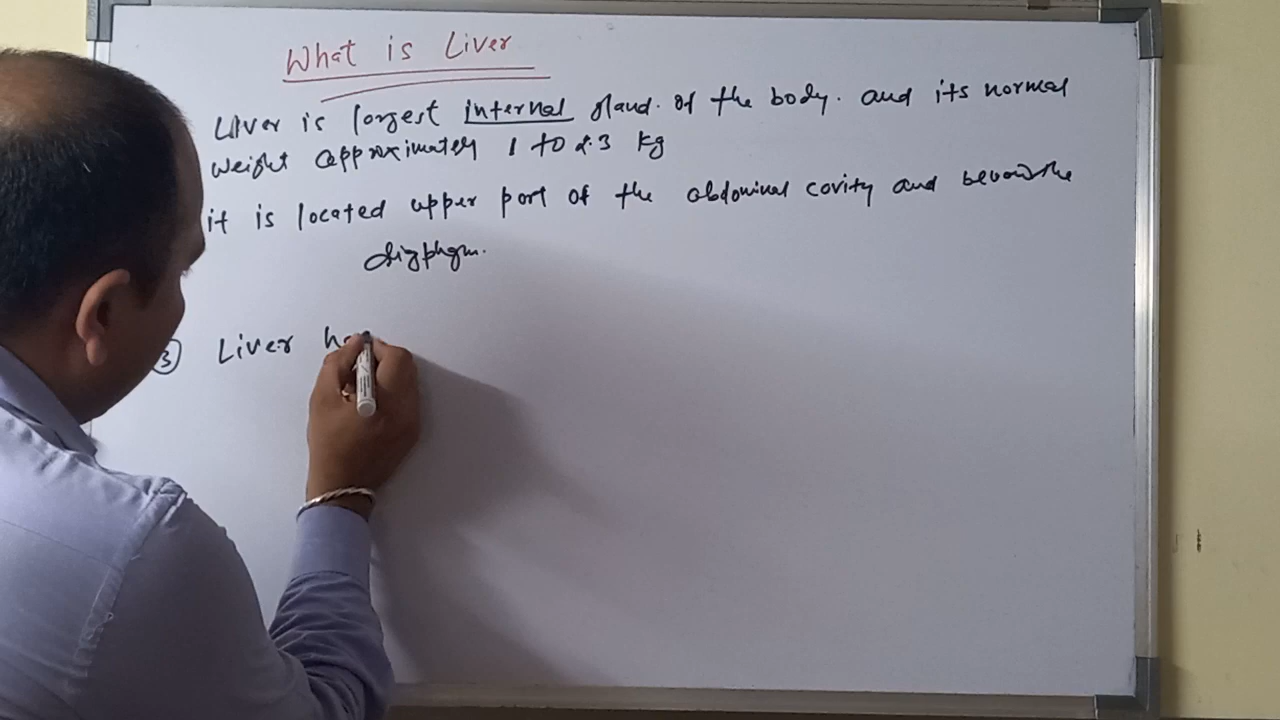 What is Liver
Liver is largest internal gland. of the body. and its normal
weight approximately 1 to 2.3 kg
it is located upper part of the abdominal cavity and the
diaphgm.
③ Liver ha